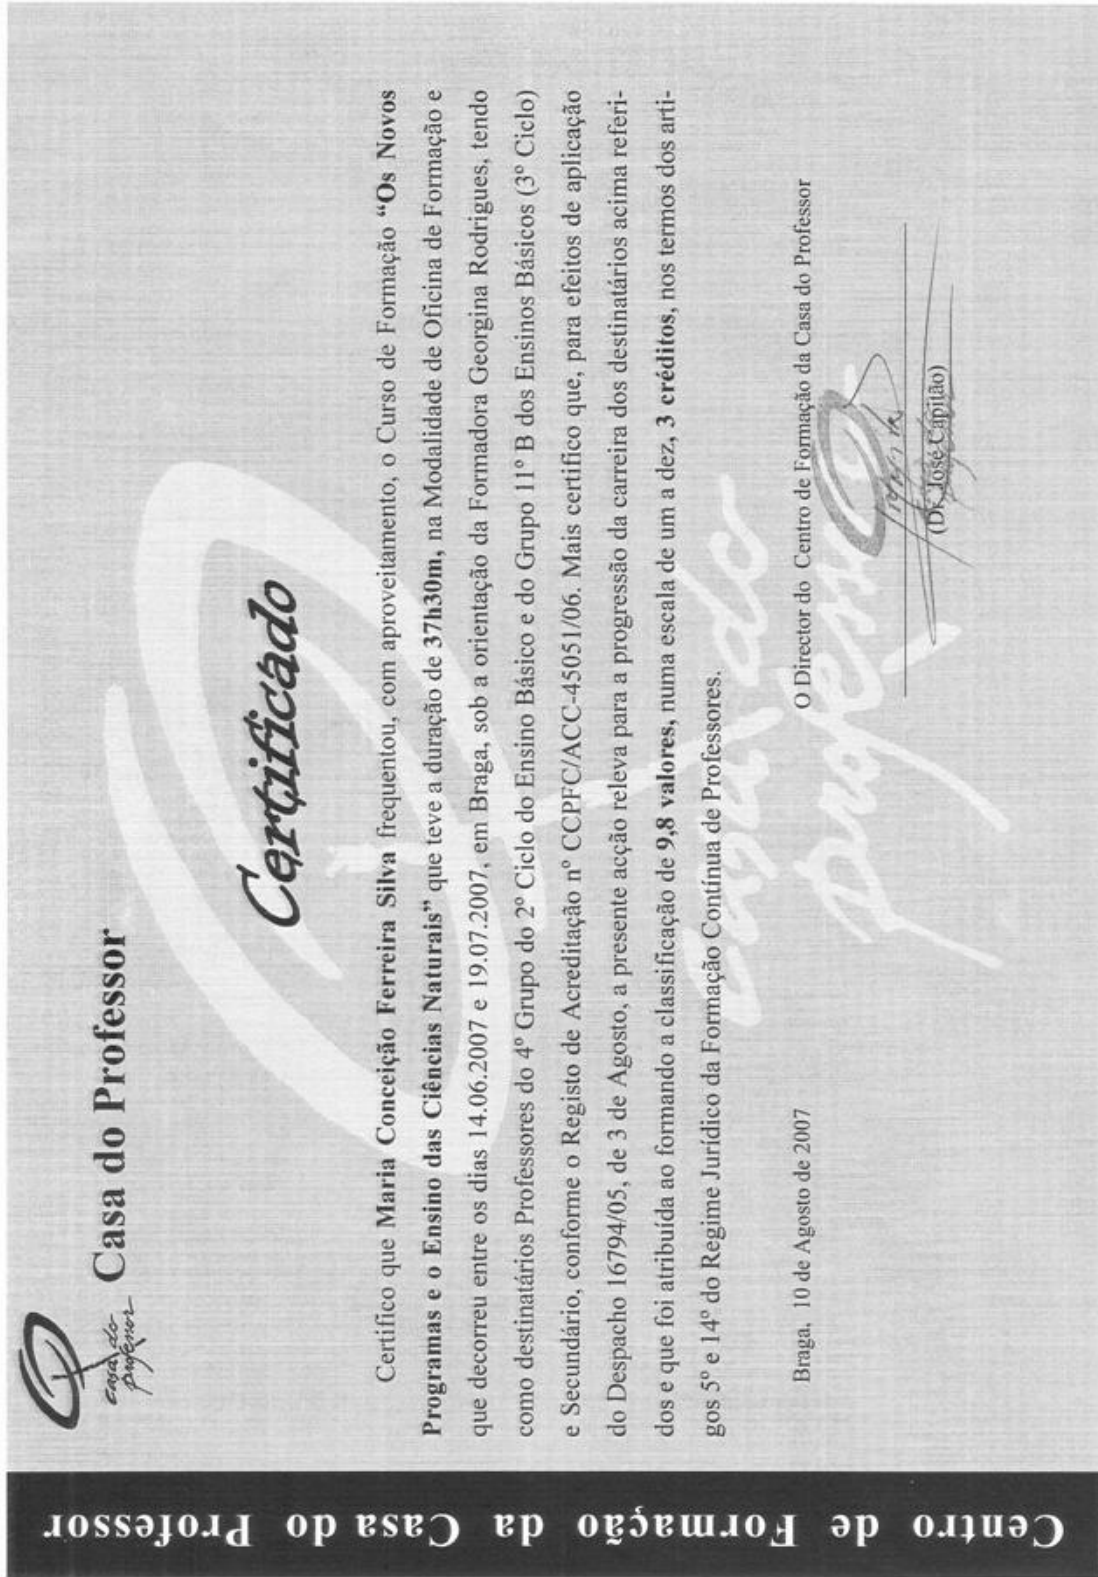 casa do
professor
Casa do Professor
Certificado
Certifico que Maria Conceição Ferreira Silva frequentou, com aproveitamento, o Curso de Formação “Os Novos
Programas e o Ensino das Ciências Naturais” que teve a duração de 37h30m, na Modalidade de Oficina de Formação e
que decorreu entre os dias 14.06.2007 e 19.07.2007, em Braga, sob a orientação da Formadora Georgina Rodrigues, tendo
como destinatários Professores do 4º Grupo do 2º Ciclo do Ensino Básico e do Grupo 11º B dos Ensinos Básicos (3º Ciclo)
e Secundário, conforme o Registo de Acreditação nº CCPFC/ACC-45051/06. Mais certifico que, para efeitos de aplicação
do Despacho 16794/05, de 3 de Agosto, a presente acção releva para a progressão da carreira dos destinatários acima referi-
dos e que foi atribuída ao formando a classificação de 9,8 valores, numa escala de um a dez, 3 créditos, nos termos dos arti-
gos 5º e 14º do Regime Jurídico da Formação Contínua de Professores.
Braga, 10 de Agosto de 2007
O Director do Centro de Formação da Casa do Professor
(Dr. José Capitão)
casa do
professor
Centro de Formação da Casa do Professor